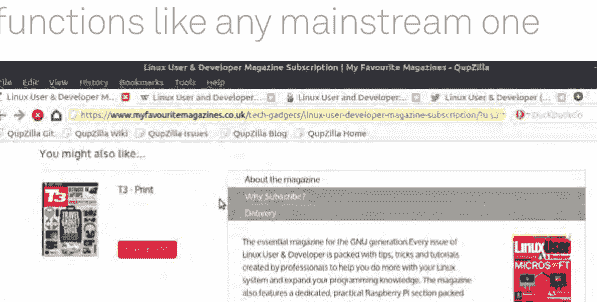 functions like any mainstream one
Linux User & Developer Magazine Subscription | My Favourite Magazines - QupZilla
File Edit View History Bookmarks Tools Help
Linux User & Developer M... Linux User and Developer... Linux User and Developer:... Linux User & Developer (...
https://www.myfavouritemagazines.co.uk/tech-gadgets/linux-user-developer-magazine-subscription/?u
DuckDuckGo
QupZilla Git QupZilla Wiki QupZilla Issues QupZilla Blog QupZilla Home
You might also like...
T3
T3 - Print
About the magazine
Why Subscribe?
Delivery
The essential magazine for the GNU generation.Every issue of
Linux User & Developer is packed with tips, tricks and tutorials
created by professionals to help you do more with your Linux
system and expand your programming knowledge. The magazine
also features a dedicated, practical Raspberry Pi section packed
LinuxUser
MICROSOFT